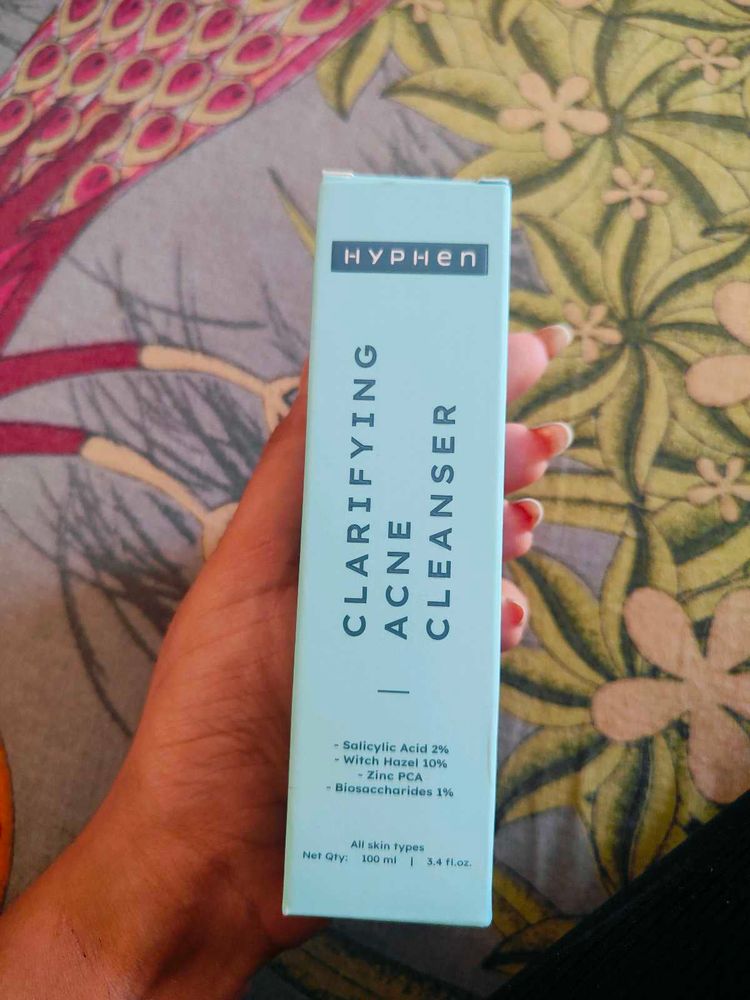 HYPHEN
CLARIFYING
ACNE
CLEANSER
- Salicylic Acid 2%
- Witch Hazel 10%
- Zinc PCA
- Biosaccharides 1%
All skin types
Net Qty: 100 ml | 3.4 fl.oz.